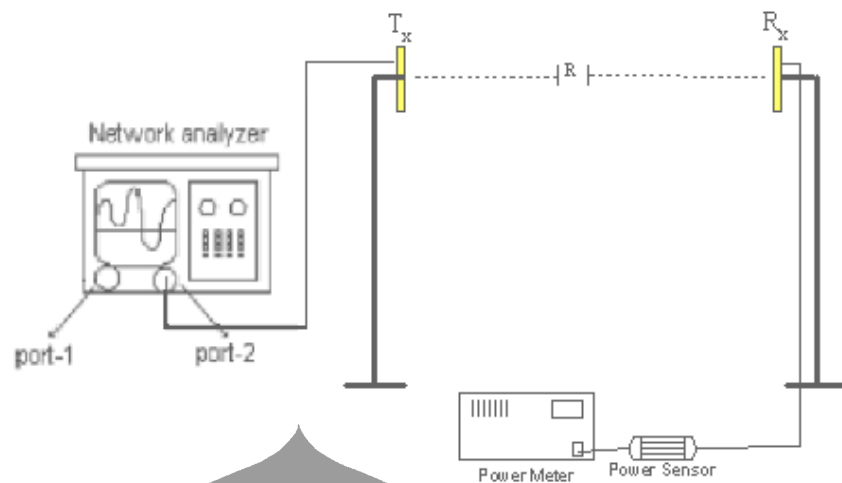 Tx
Rx
R
Network analyzer
port-1
port-2
Power Meter
Power Sensor